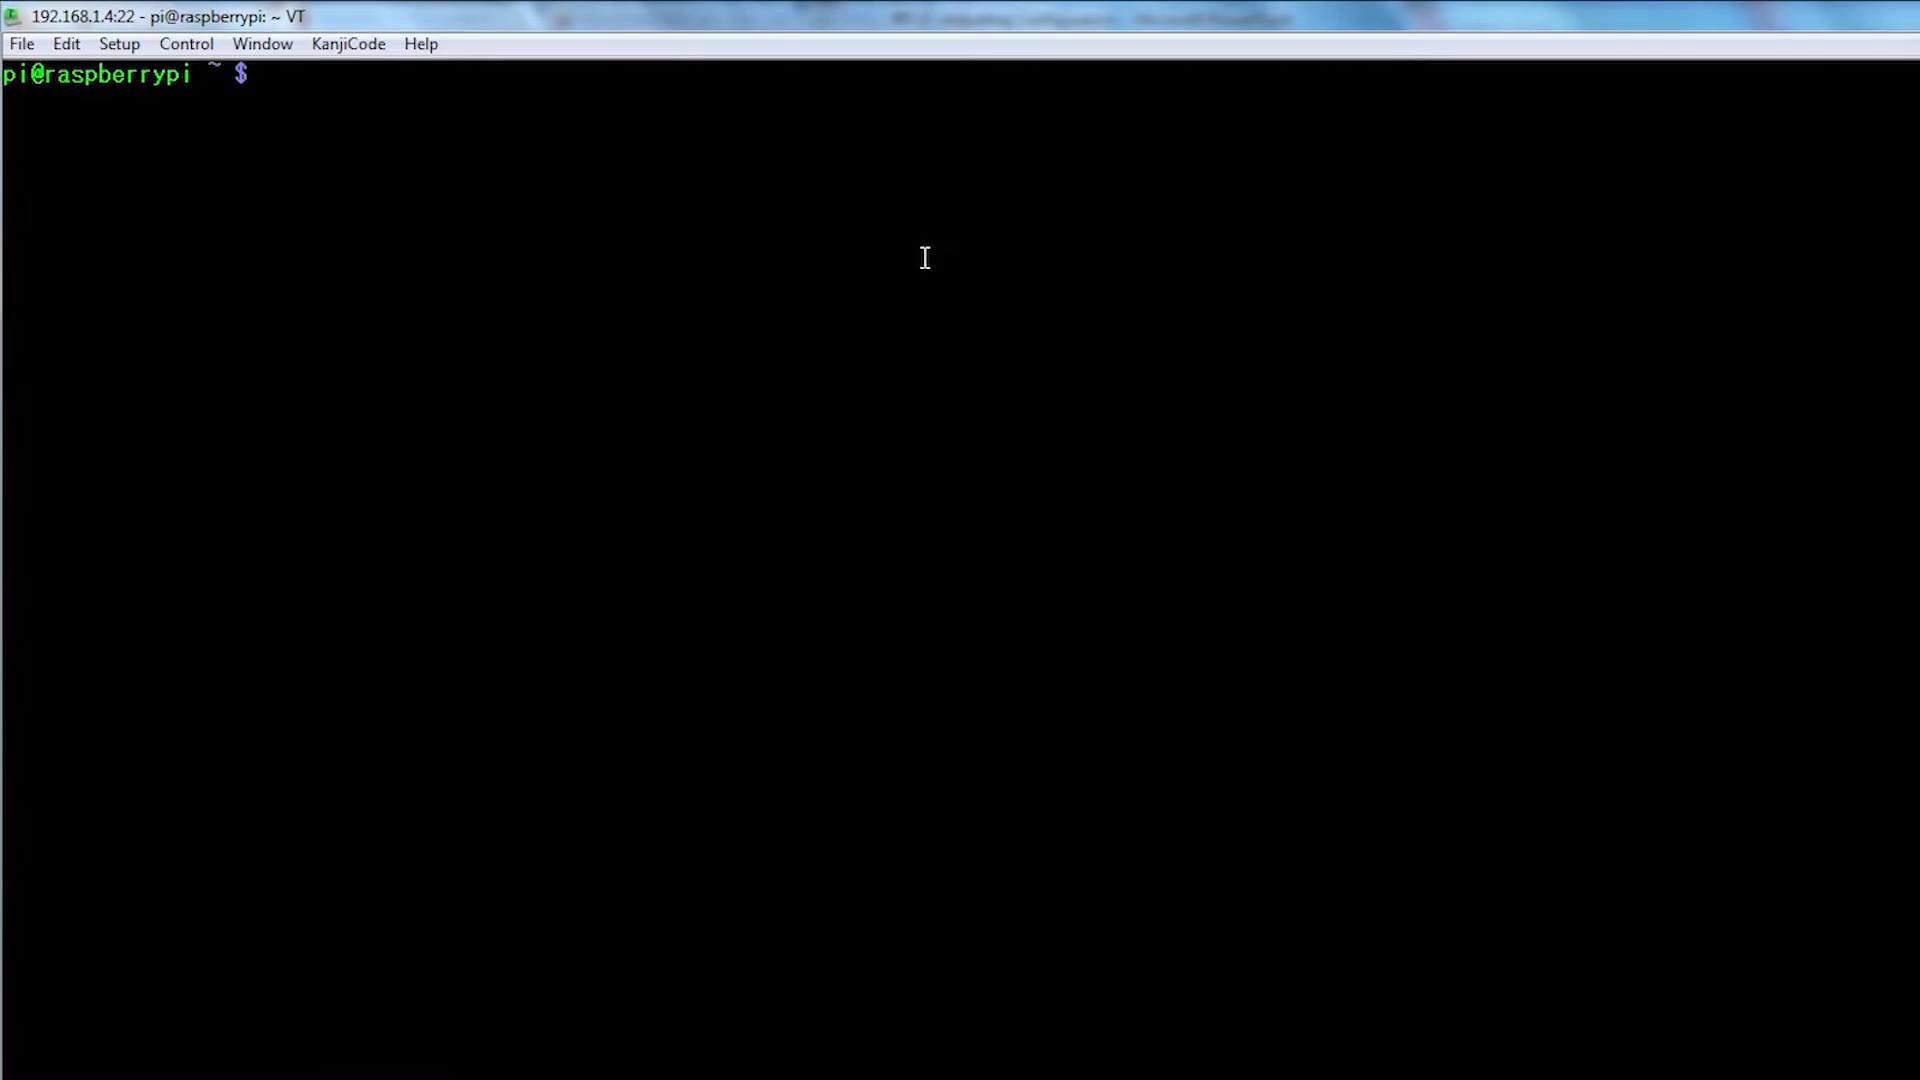 192.168.1.4:22 - pi@raspberrypi: ~ VT
File Edit Setup Control Window KanjiCode Help
pi@raspberrypi ~ $